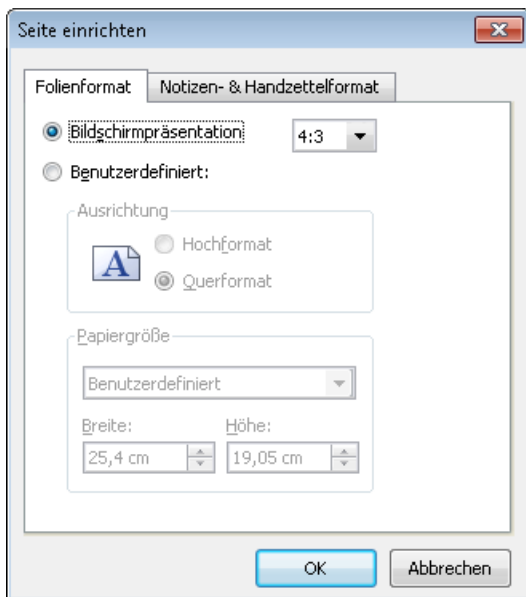 Seite einrichten
Folienformat Notizen- & Handzettelformat
Bildschirmpräsentation 4:3
Benutzerdefiniert:
Ausrichtung
A Hochformat
Querformat
Papiergröße
Benutzerdefiniert
Breite: Höhe:
25,4 cm 19,05 cm
OK Abbrechen